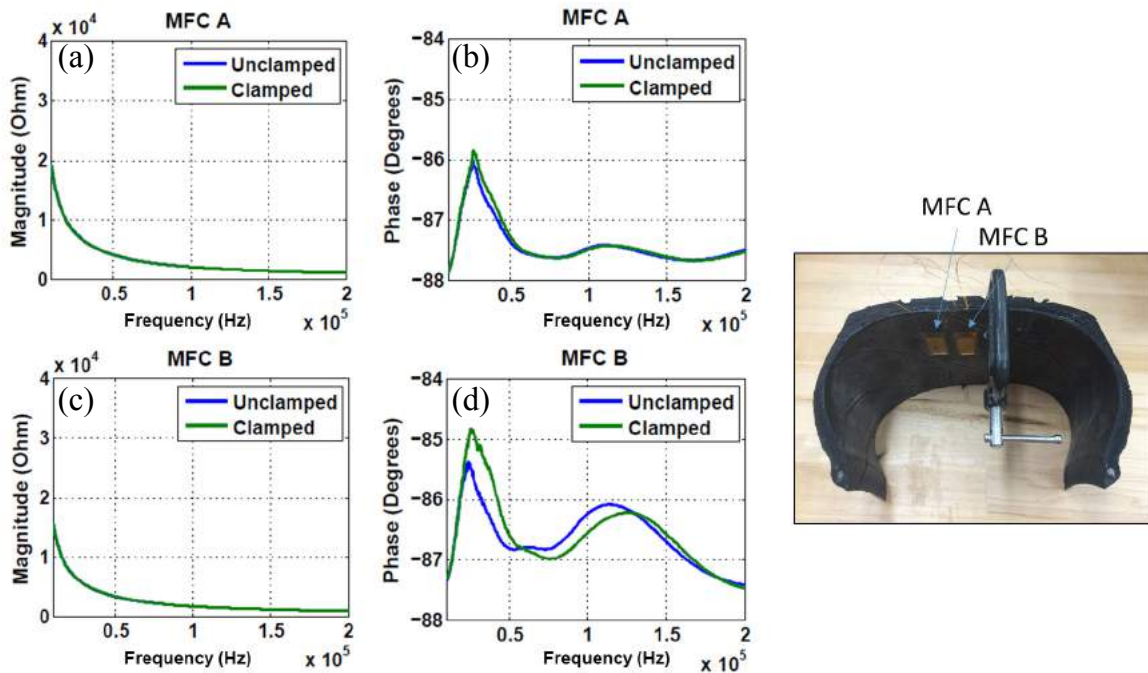 MFC A
x 10^4
(a)
4
3
2
1
0
Magnitude (Ohm)
Unclamped
Clamped
0.5
1
1.5
2
Frequency (Hz)
x 10^5
MFC A
(b)
−84
−85
−86
−87
−88
Phase (Degrees)
Unclamped
Clamped
0.5
1
1.5
2
Frequency (Hz)
x 10^5
MFC B
x 10^4
(c)
4
3
2
1
0
Magnitude (Ohm)
Unclamped
Clamped
0.5
1
1.5
2
Frequency (Hz)
x 10^5
MFC B
(d)
−84
−85
−86
−87
−88
Phase (Degrees)
Unclamped
Clamped
0.5
1
1.5
2
Frequency (Hz)
x 10^5
MFC A
MFC B